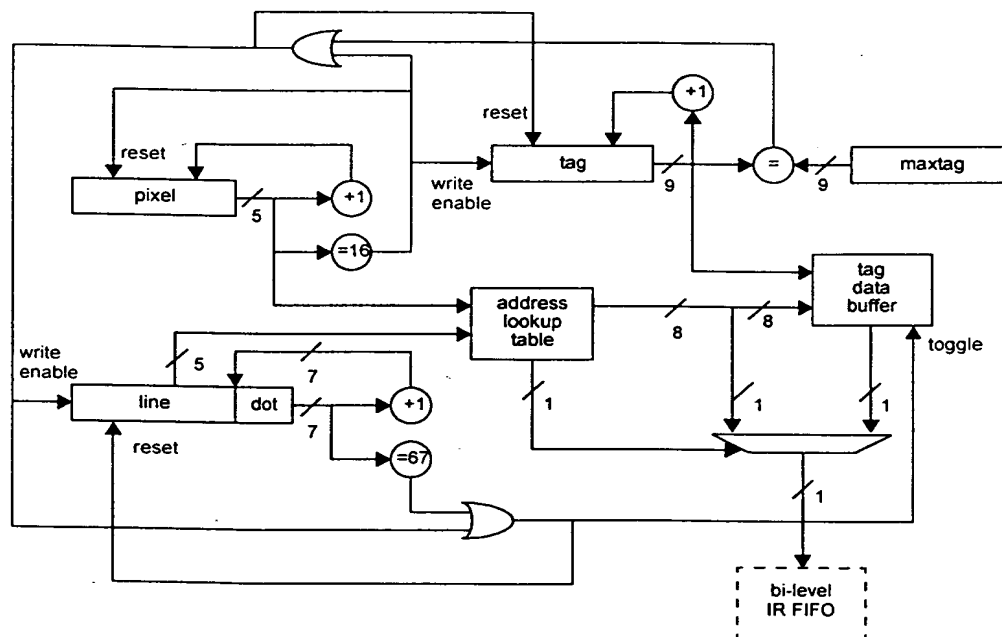 +1
reset
tag
=
maxtag
9
9
reset
write
enable
pixel
5
+1
=16
tag
data
buffer
address
lookup
table
8
8
toggle
write
enable
5
7
line
dot
7
+1
1
1
1
reset
=67
1
bi-level
IR FIFO